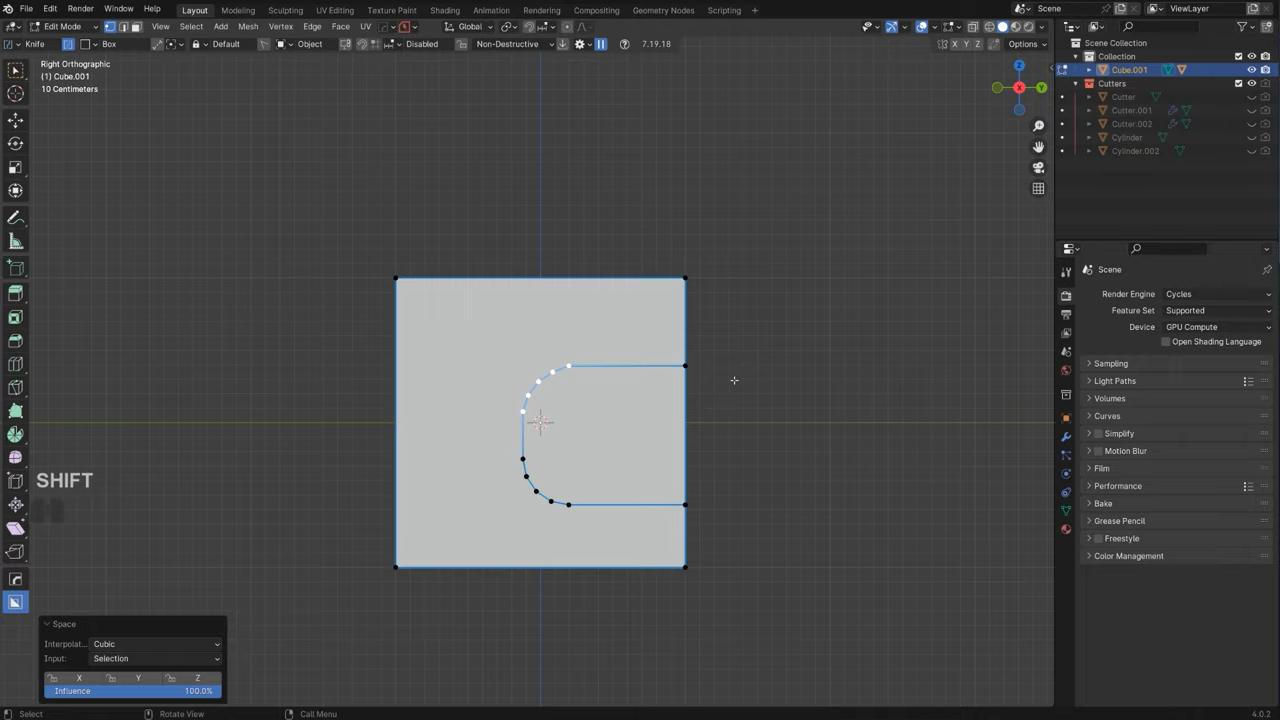 File Edit Render Window Help Layout Modeling Sculpting UV Editing Texture Paint Shading Animation Rendering Compositing Geometry Nodes Scripting Scene ViewLayer
Edit Mode View Select Add Mesh Vertex Edge Face UV Global
Knife Box Default Object Disabled Non-Destructive 7.19.18 X Y Z Options
Right Orthographic
(1) Cube.001
10 Centimeters
Z
X
Y
SHIFT
Space
Interpolat... Cubic
Input: Selection
X Y Z
Influence 100.0%
Scene Collection
Collection
Cube.001
Cutters
Cutter
Cutter.001
Cutter.002
Cylinder
Cylinder.002
Scene
Render Engine Cycles
Feature Set Supported
Device GPU Compute
Open Shading Language
Sampling
Light Paths
Volumes
Curves
Simplify
Motion Blur
Film
Performance
Bake
Grease Pencil
Freestyle
Color Management
Select Rotate View Call Menu 4.0.2